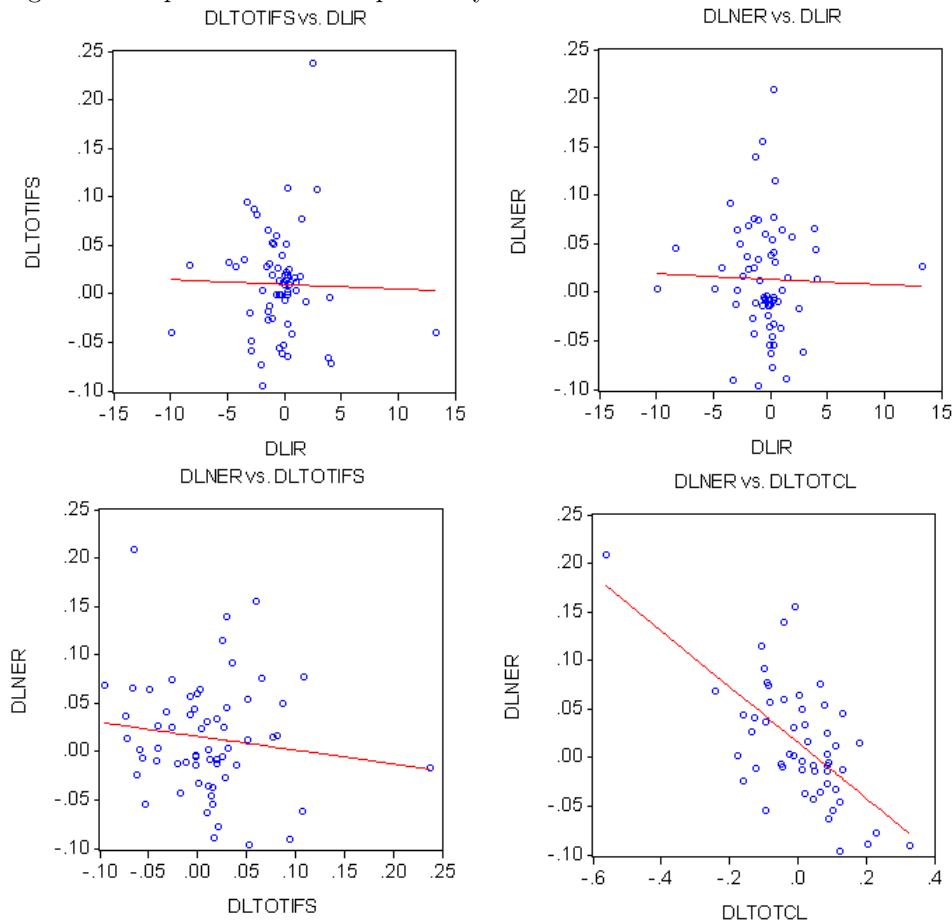 DLTOTIFS vs. DLIR
.25
.20
.15
.10
.05
.00
-.05
-.10
DLTOTIFS
-15 -10 -5 0 5 10 15
DLIR
DLNER vs. DLIR
.25
.20
.15
.10
.05
.00
-.05
-.10
DLNER
-15 -10 -5 0 5 10 15
DLIR
DLNER vs. DLTOTIFS
.25
.20
.15
.10
.05
.00
-.05
-.10
DLNER
-.10 -.05 .00 .05 .10 .15 .20 .25
DLTOTIFS
DLNER vs. DLTOTCL
.25
.20
.15
.10
.05
.00
-.05
-.10
DLNER
-.6 -.4 -.2 .0 .2 .4
DLTOTCL